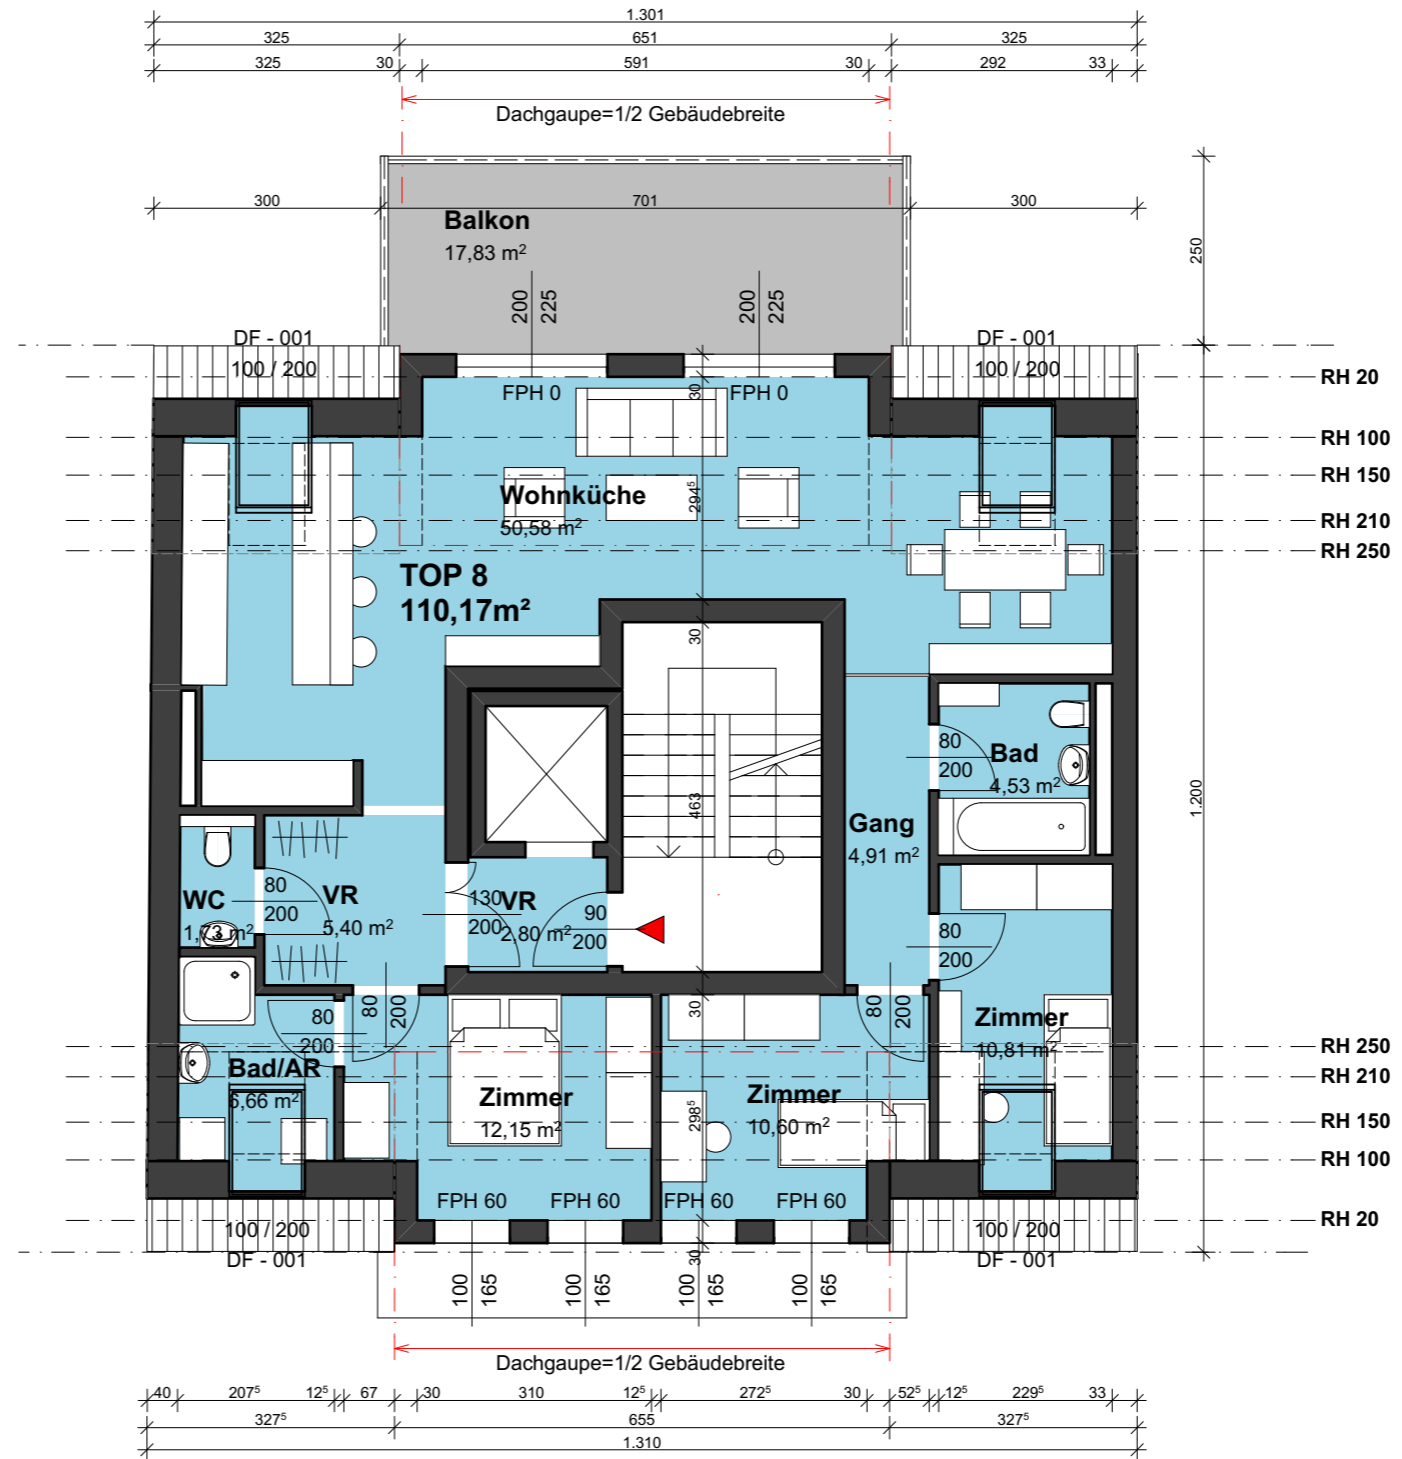 1.301
325 651 325
325 30 591 30 292 33
Dachgaupe=1/2 Gebäudebreite
300 701 300
Balkon
17,83 m²
250
200
225
200
225
DF - 001
100 / 200
DF - 001
100 / 200
RH 20
FPH 0
FPH 0
30
RH 100
RH 150
Wohnküche
50,58 m²
294⁵
RH 210
RH 250
TOP 8
110,17m²
30
80
200
Bad
4,53 m²
463
1.200
Gang
4,91 m²
WC
1,73 m²
80
200
VR
5,40 m²
130
200
VR
2,80 m²
90
200
80
200
80
200
80
200
30
80
200
Zimmer
10,81 m²
RH 250
Bad/AR
6,66 m²
RH 210
Zimmer
12,15 m²
Zimmer
10,60 m²
298⁵
RH 150
RH 100
FPH 60
FPH 60
FPH 60
FPH 60
RH 20
100 / 200
DF - 001
100 / 200
DF - 001
30
100
165
100
165
100
165
100
165
Dachgaupe=1/2 Gebäudebreite
40 207⁵ 12⁵ 67 30 310 12⁵ 272⁵ 30 52⁵ 12⁵ 229⁵ 33
327⁵ 655 327⁵
1.310